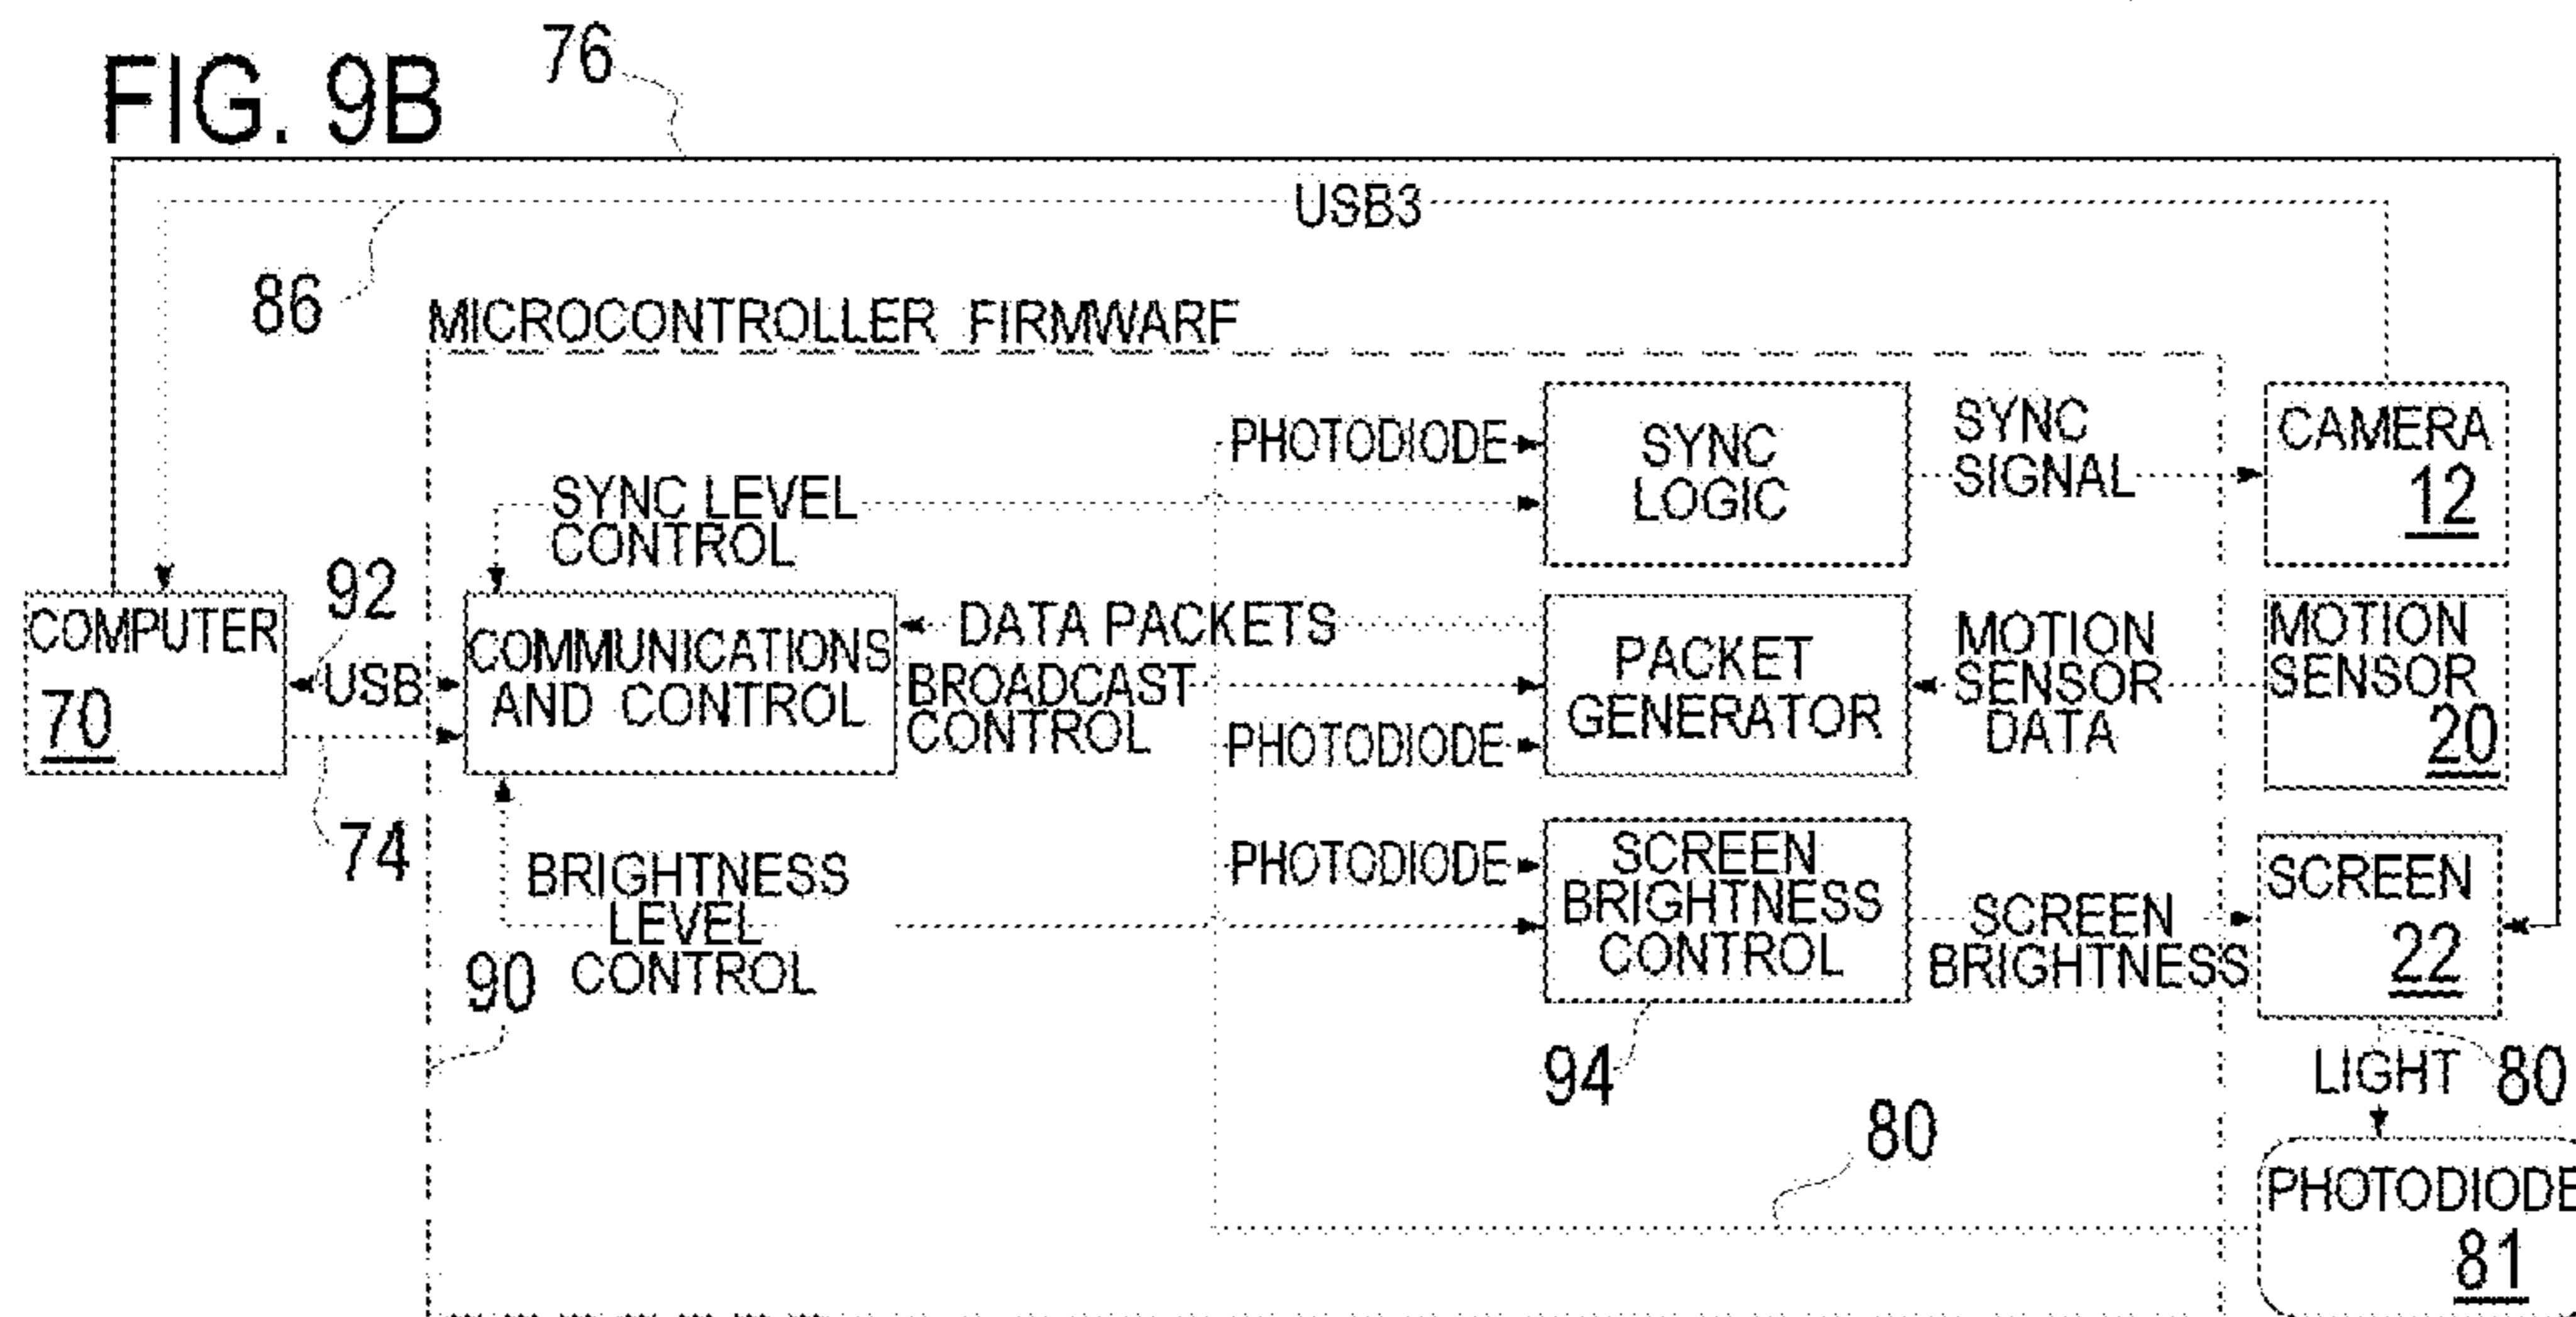 FIG. 9B
76
USB3
86
MICROCONTROLLER FIRMWARE
PHOTODIODE
SYNC
LOGIC
SYNC
SIGNAL
CAMERA
12
SYNC LEVEL
CONTROL
COMPUTER
70
92
USB
74
COMMUNICATIONS
AND CONTROL
DATA PACKETS
BROADCAST
CONTROL
PHOTODIODE
PACKET
GENERATOR
MOTION
SENSOR
DATA
MOTION
SENSOR
20
BRIGHTNESS
LEVEL
CONTROL
90
PHOTODIODE
SCREEN
BRIGHTNESS
CONTROL
94
SCREEN
BRIGHTNESS
SCREEN
22
LIGHT
80
80
PHOTODIODE
81